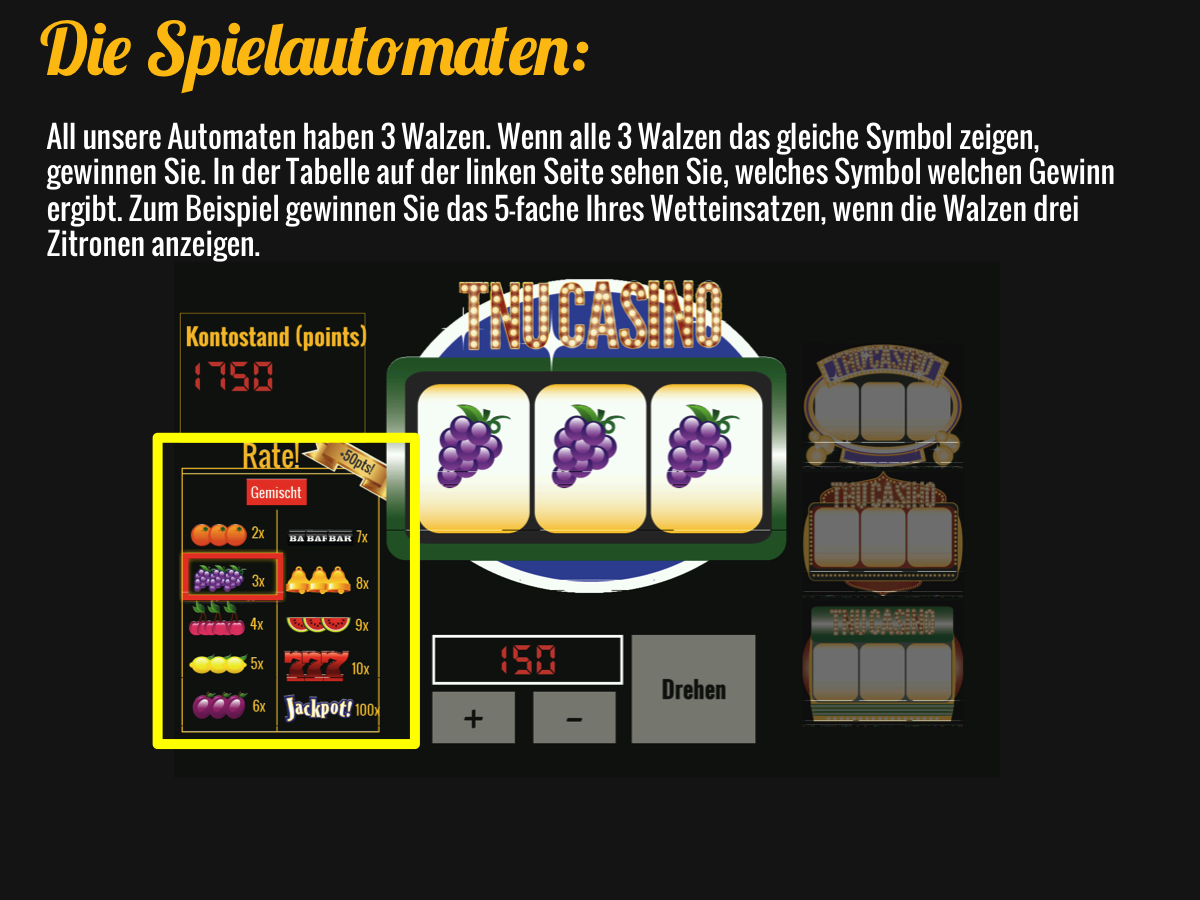 Die Spielautomaten:
All unsere Automaten haben 3 Walzen. Wenn alle 3 Walzen das gleiche Symbol zeigen,
gewinnen Sie. In der Tabelle auf der linken Seite sehen Sie, welches Symbol welchen Gewinn
ergibt. Zum Beispiel gewinnen Sie das 5-fache Ihres Wetteinsatzen, wenn die Walzen drei
Zitronen anzeigen.
TNUCASINO
Kontostand (points)
1750
Rate!
-50pts!
Gemischt
2x
BA BAF BAR 7x
3x
8x
4x
9x
5x
777 10x
6x
Jackpot! 100x
150
+
-
Drehen
TNUCASINO
TNUCASINO
TNUCASINO